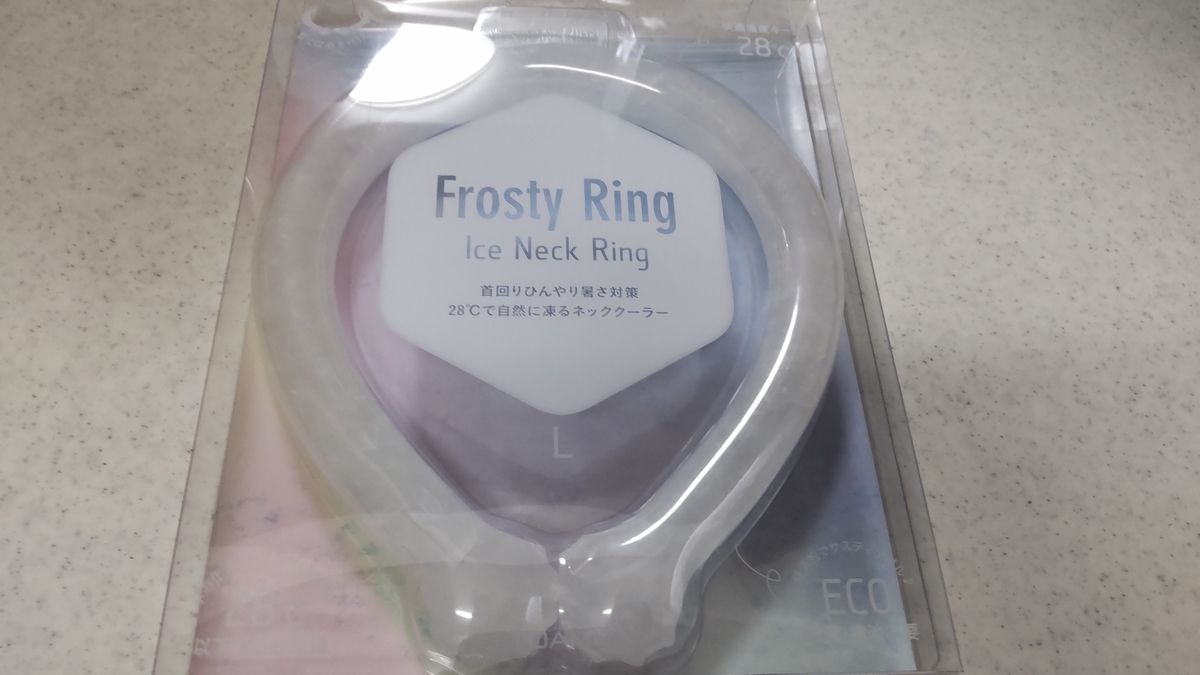 28℃
Frosty Ring
Ice Neck Ring
首回りひんやり暑さ対策
28℃で自然に凍るネッククーラー
L
ECO